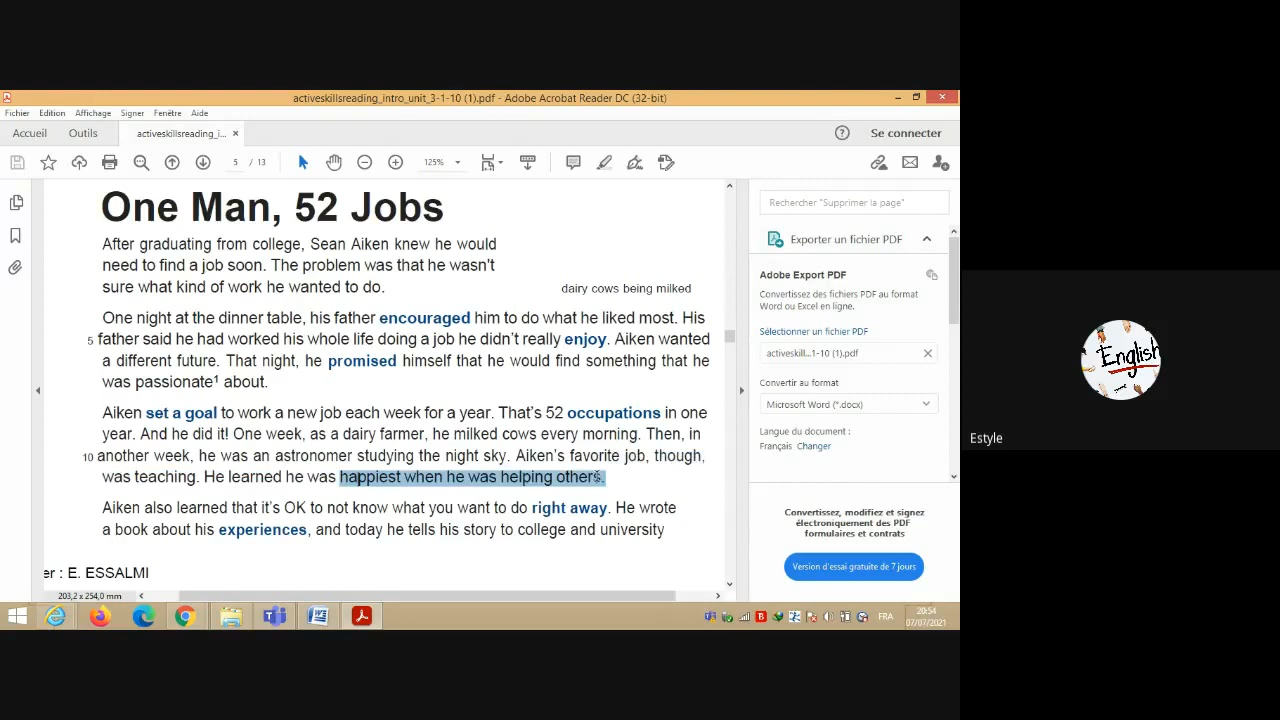 activeskillsreading_intro_unit_3-1-10 (1).pdf - Adobe Acrobat Reader DC (32-bit)
Fichier Edition Affichage Signer Fenêtre Aide
Accueil Outils activeskillsreading_i... × Se connecter
5 / 13 125%
One Man, 52 Jobs
After graduating from college, Sean Aiken knew he would
need to find a job soon. The problem was that he wasn't
sure what kind of work he wanted to do.
dairy cows being milked
One night at the dinner table, his father encouraged him to do what he liked most. His
5 father said he had worked his whole life doing a job he didn't really enjoy. Aiken wanted
a different future. That night, he promised himself that he would find something that he
was passionate¹ about.
Aiken set a goal to work a new job each week for a year. That's 52 occupations in one
year. And he did it! One week, as a dairy farmer, he milked cows every morning. Then, in
10 another week, he was an astronomer studying the night sky. Aiken's favorite job, though,
was teaching. He learned he was happiest when he was helping others.
Aiken also learned that it's OK to not know what you want to do right away. He wrote
a book about his experiences, and today he tells his story to college and university
er : E. ESSALMI
203,2 x 254,0 mm
Rechercher "Supprimer la page"
Exporter un fichier PDF
Adobe Export PDF
Convertissez des fichiers PDF au format
Word ou Excel en ligne.
Sélectionner un fichier PDF
activeskill...1-10 (1).pdf
Convertir au format
Microsoft Word (*.docx)
Langue du document :
Français Changer
Convertissez, modifiez et signez
électroniquement des PDF
formulaires et contrats
Version d'essai gratuite de 7 jours
FRA
20:54
07/07/2021
English
Estyle